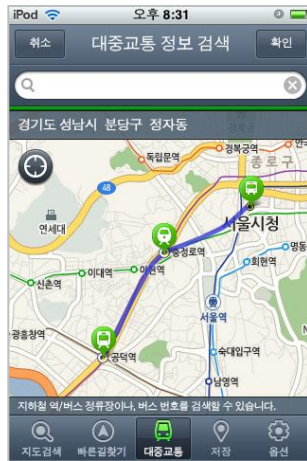 iPod 오후 8:31
취소 대중교통 정보 검색 확인
경기도 성남시 분당구 정자동
경복궁역
독립문역
종로구
48
연세대
서울시청
충정로역
명동
회현역
이대역
신촌역
서울역
광흥창역
공덕역
숙대입구역
남영역
지하철 역/버스 정류장이나, 버스 번호를 검색할 수 있습니다.
지도검색 빠른길찾기 대중교통 저장 옵션